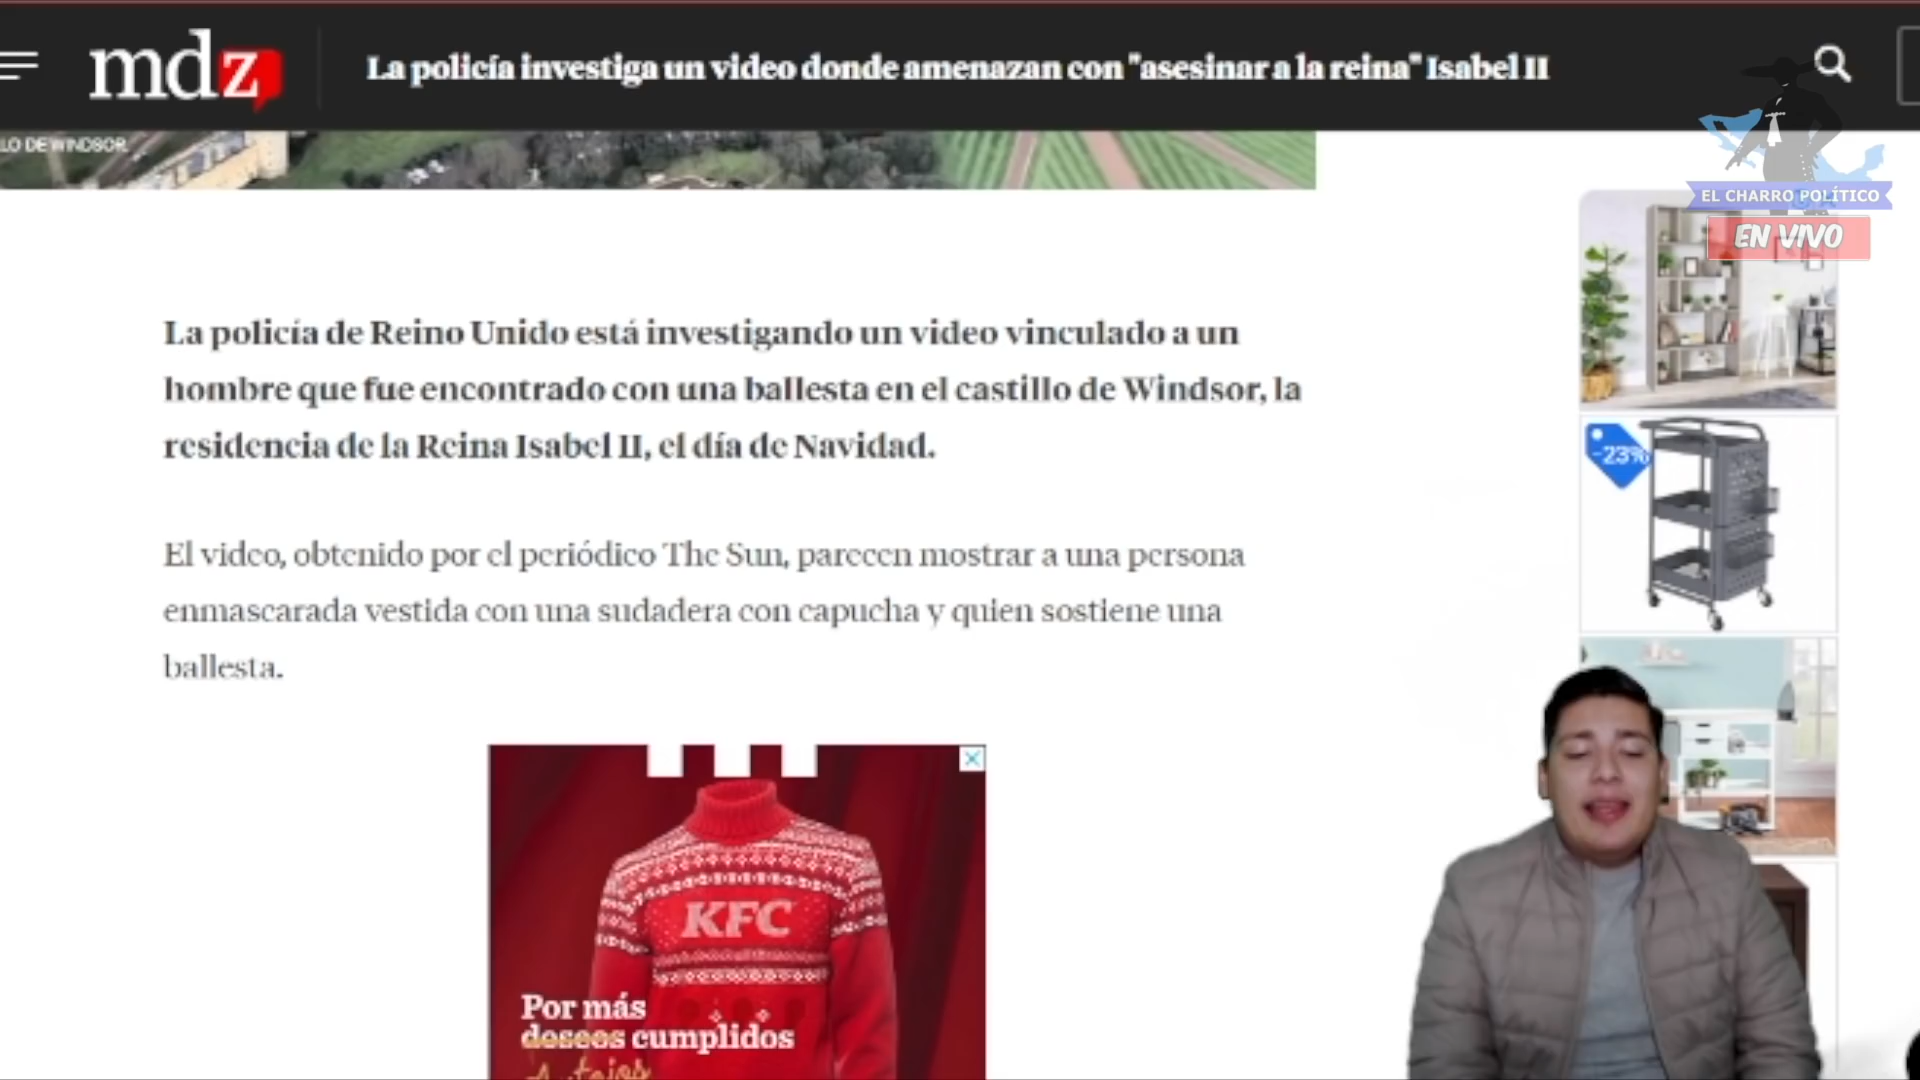 mdz
La policía investiga un video donde amenazan con "asesinar a la reina" Isabel II
LO DE WINDSOR
EL CHARRO POLÍTICO
EN VIVO
La policía de Reino Unido está investigando un video vinculado a un
hombre que fue encontrado con una ballesta en el castillo de Windsor, la
residencia de la Reina Isabel II, el día de Navidad.
-23%
El video, obtenido por el periódico The Sun, parecen mostrar a una persona
enmascarada vestida con una sudadera con capucha y quien sostiene una
ballesta.
KFC
Por más
deseos cumplidos
Antojos